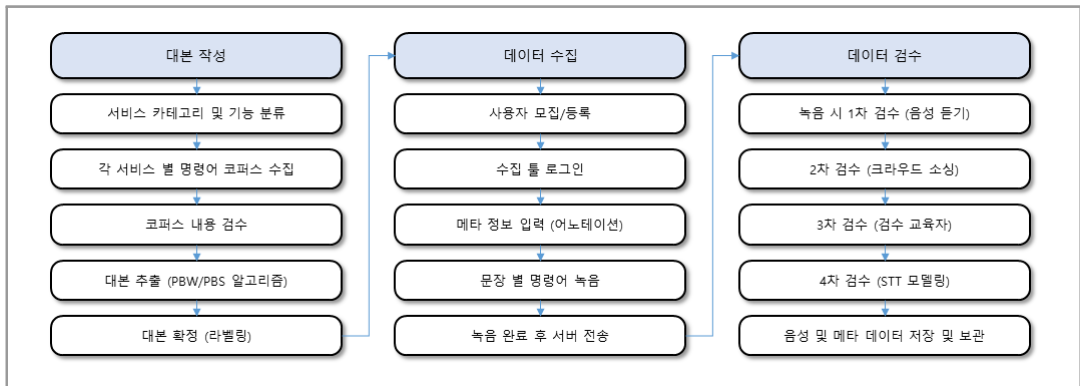 대본 작성
서비스 카테고리 및 기능 분류
각 서비스 별 명령어 코퍼스 수집
코퍼스 내용 검수
대본 추출 (PBW/PBS 알고리즘)
대본 확정 (라벨링)
데이터 수집
사용자 모집/등록
수집 툴 로그인
메타 정보 입력 (어노테이션)
문장 별 명령어 녹음
녹음 완료 후 서버 전송
데이터 검수
녹음 시 1차 검수 (음성 듣기)
2차 검수 (크라우드 소싱)
3차 검수 (검수 교육자)
4차 검수 (STT 모델링)
음성 및 메타 데이터 저장 및 보관